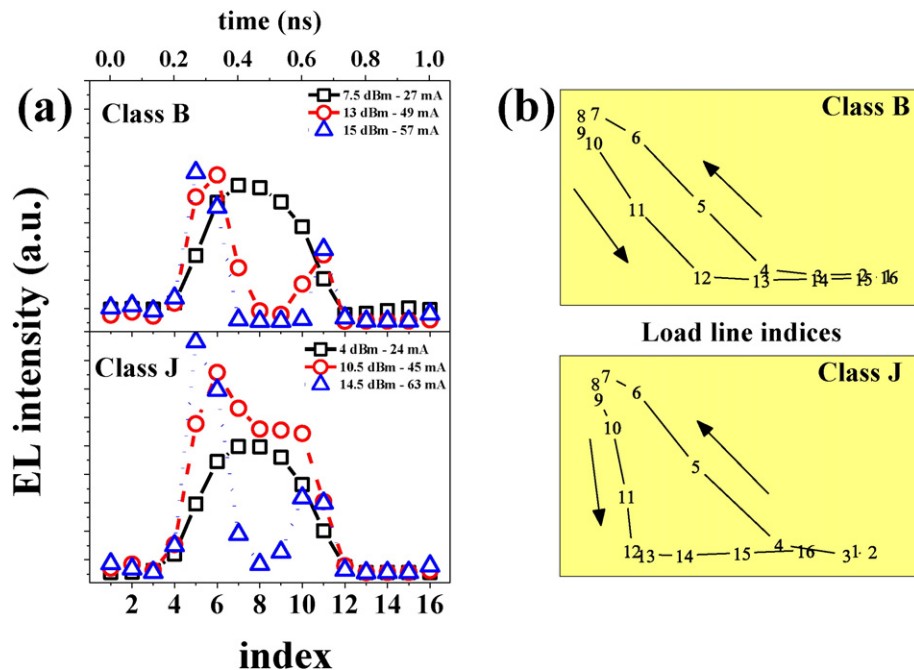 time (ns)
0.0 0.2 0.4 0.6 0.8 1.0
(a)
Class B
7.5 dBm - 27 mA
13 dBm - 49 mA
15 dBm - 57 mA
Class J
4 dBm - 24 mA
10.5 dBm - 45 mA
14.5 dBm - 63 mA
EL intensity (a.u.)
2 4 6 8 10 12 14 16
index
(b)
Class B
8 7
9 6
10
11 5
12 13 4 14 3 15 2 16 1
Load line indices
Class J
8 7
9 6
10
11 5
12 13 14 15 4 16 3 1 2